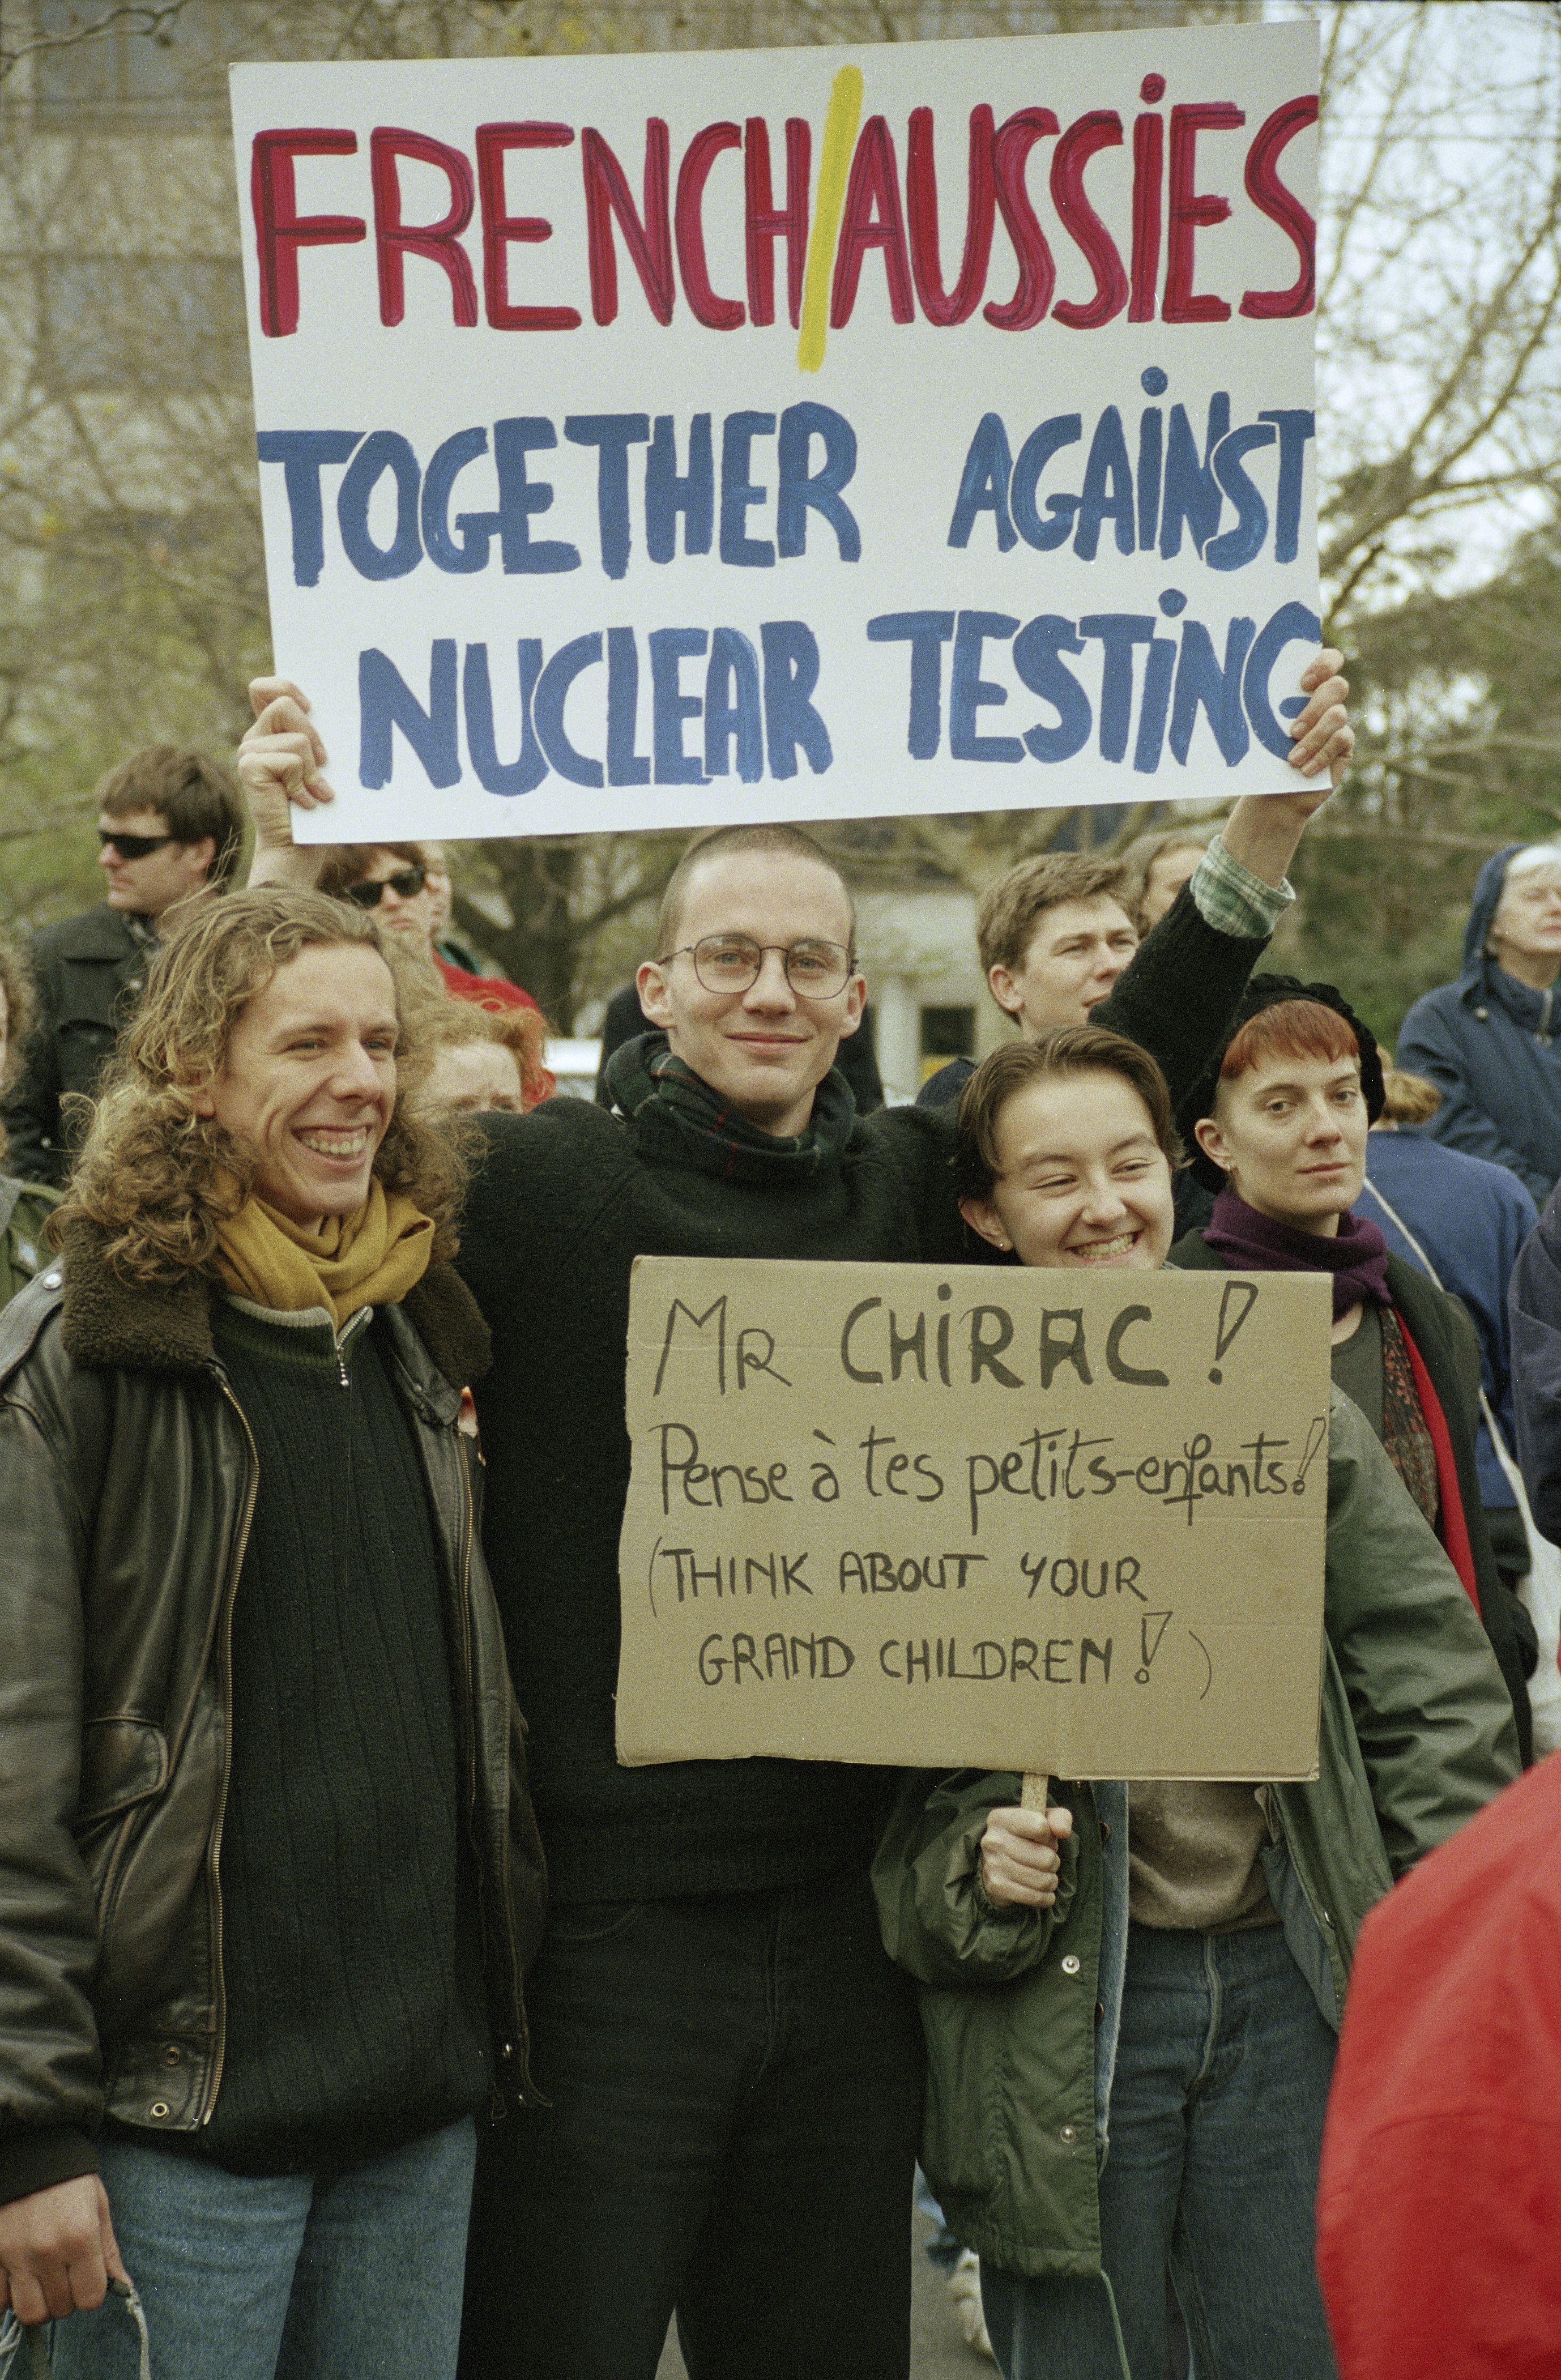 FRENCH/AUSSiES
TOGETHER AGAiNST
NUCLEAR TESTiNG
MR CHiRAC !
Pense à tes petits-enfants!
(THINK ABOUT YOUR
GRAND CHILDREN ! )